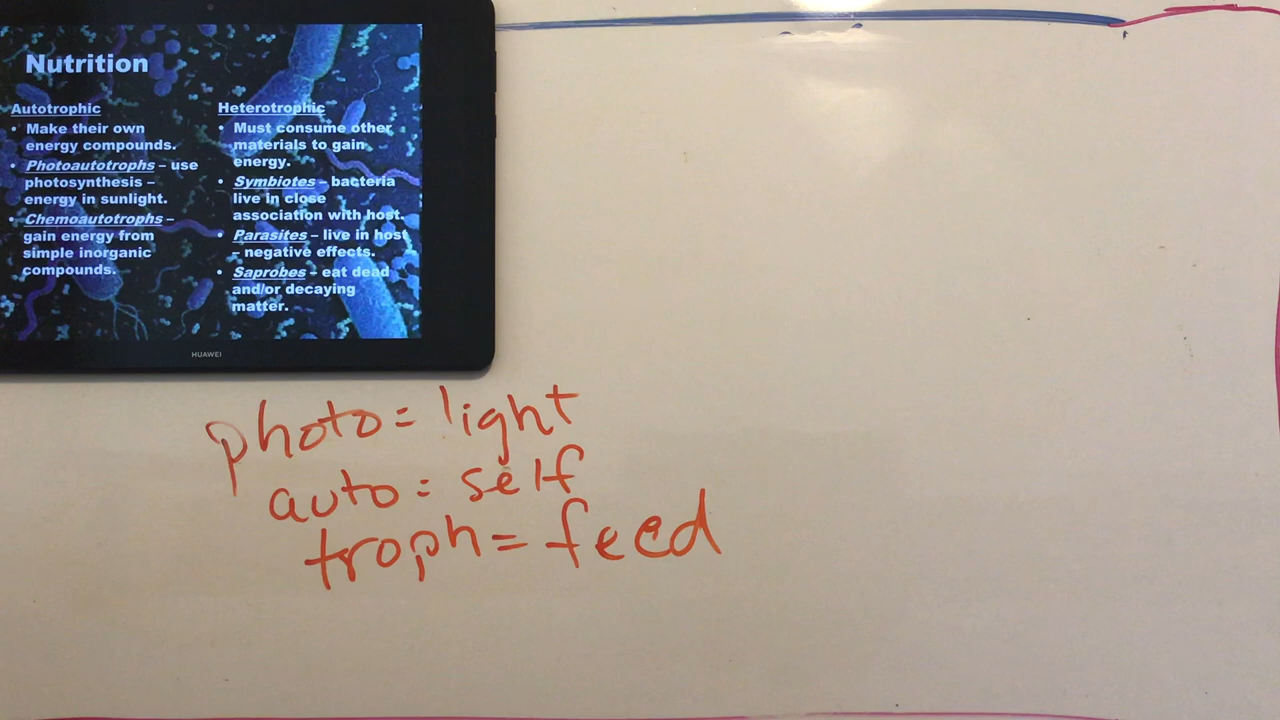 Nutrition
Autotrophic
• Make their own
energy compounds.
• Photoautotrophs – use
photosynthesis –
energy in sunlight.
• Chemoautotrophs –
gain energy from
simple inorganic
compounds.
Heterotrophic
• Must consume other
materials to gain
energy.
• Symbiotes – bacteria
live in close
association with host.
• Parasites – live in host
– negative effects.
• Saprobes – eat dead
and/or decaying
matter.
HUAWEI
photo = light
auto = self
troph = feed